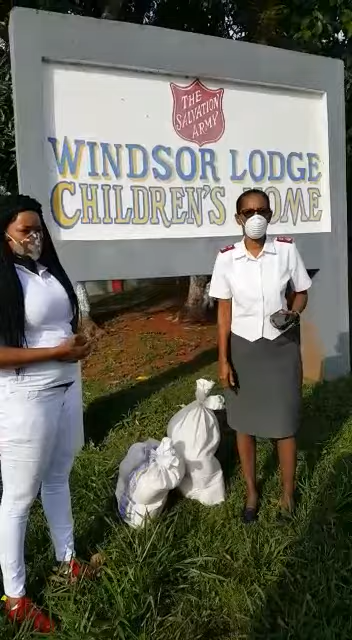 THE
SALVATION
ARMY
WINDSOR LODGE
CHILDREN'S HOME